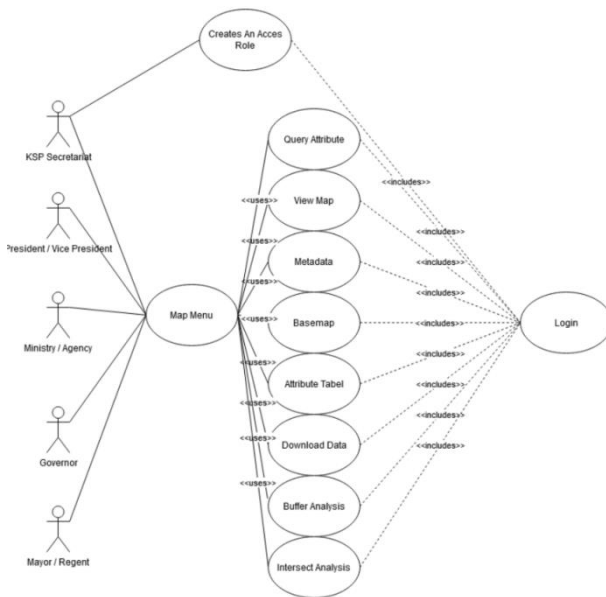 Creates An Acces
Role
KSP Secretariat
President / Vice President
Ministry / Agency
Governor
Mayor / Regent
Map Menu
<<uses>>
<<uses>>
<<uses>>
<<uses>>
<<uses>>
<<uses>>
<<uses>>
<<uses>>
Query Attribute
View Map
Metadata
Basemap
Attribute Tabel
Download Data
Buffer Analysis
Intersect Analysis
<<includes>>
<<includes>>
<<includes>>
<<includes>>
<<includes>>
<<includes>>
<<includes>>
<<includes>>
Login